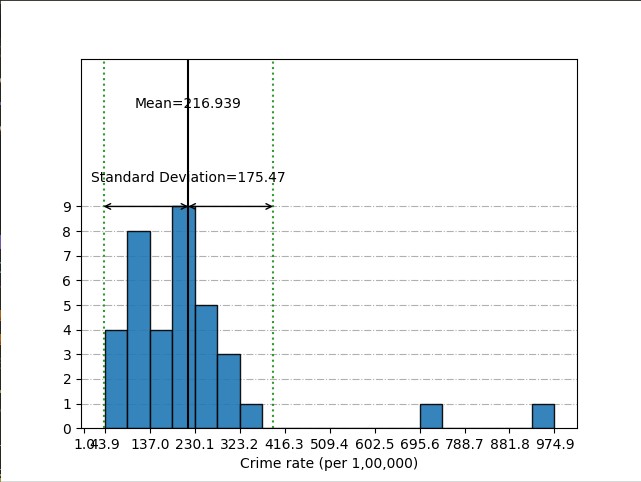 Mean=216.939
Standard Deviation=175.47
9
8
7
6
5
4
3
2
1
0
1.0 43.9 137.0 230.1 323.2 416.3 509.4 602.5 695.6 788.7 881.8 974.9
Crime rate (per 1,00,000)